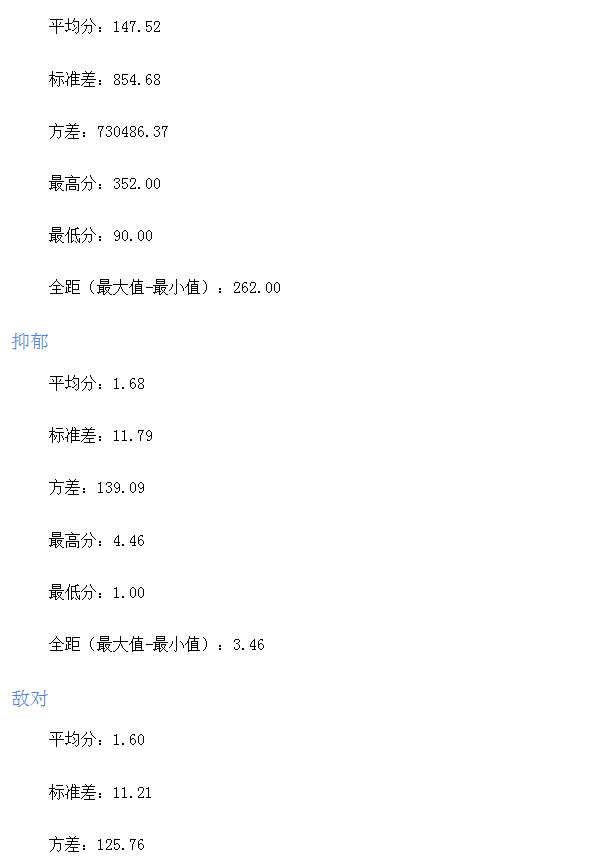 平均分：147.52
标准差：854.68
方差：730486.37
最高分：352.00
最低分：90.00
全距（最大值-最小值）：262.00
抑郁
平均分：1.68
标准差：11.79
方差：139.09
最高分：4.46
最低分：1.00
全距（最大值-最小值）：3.46
敌对
平均分：1.60
标准差：11.21
方差：125.76